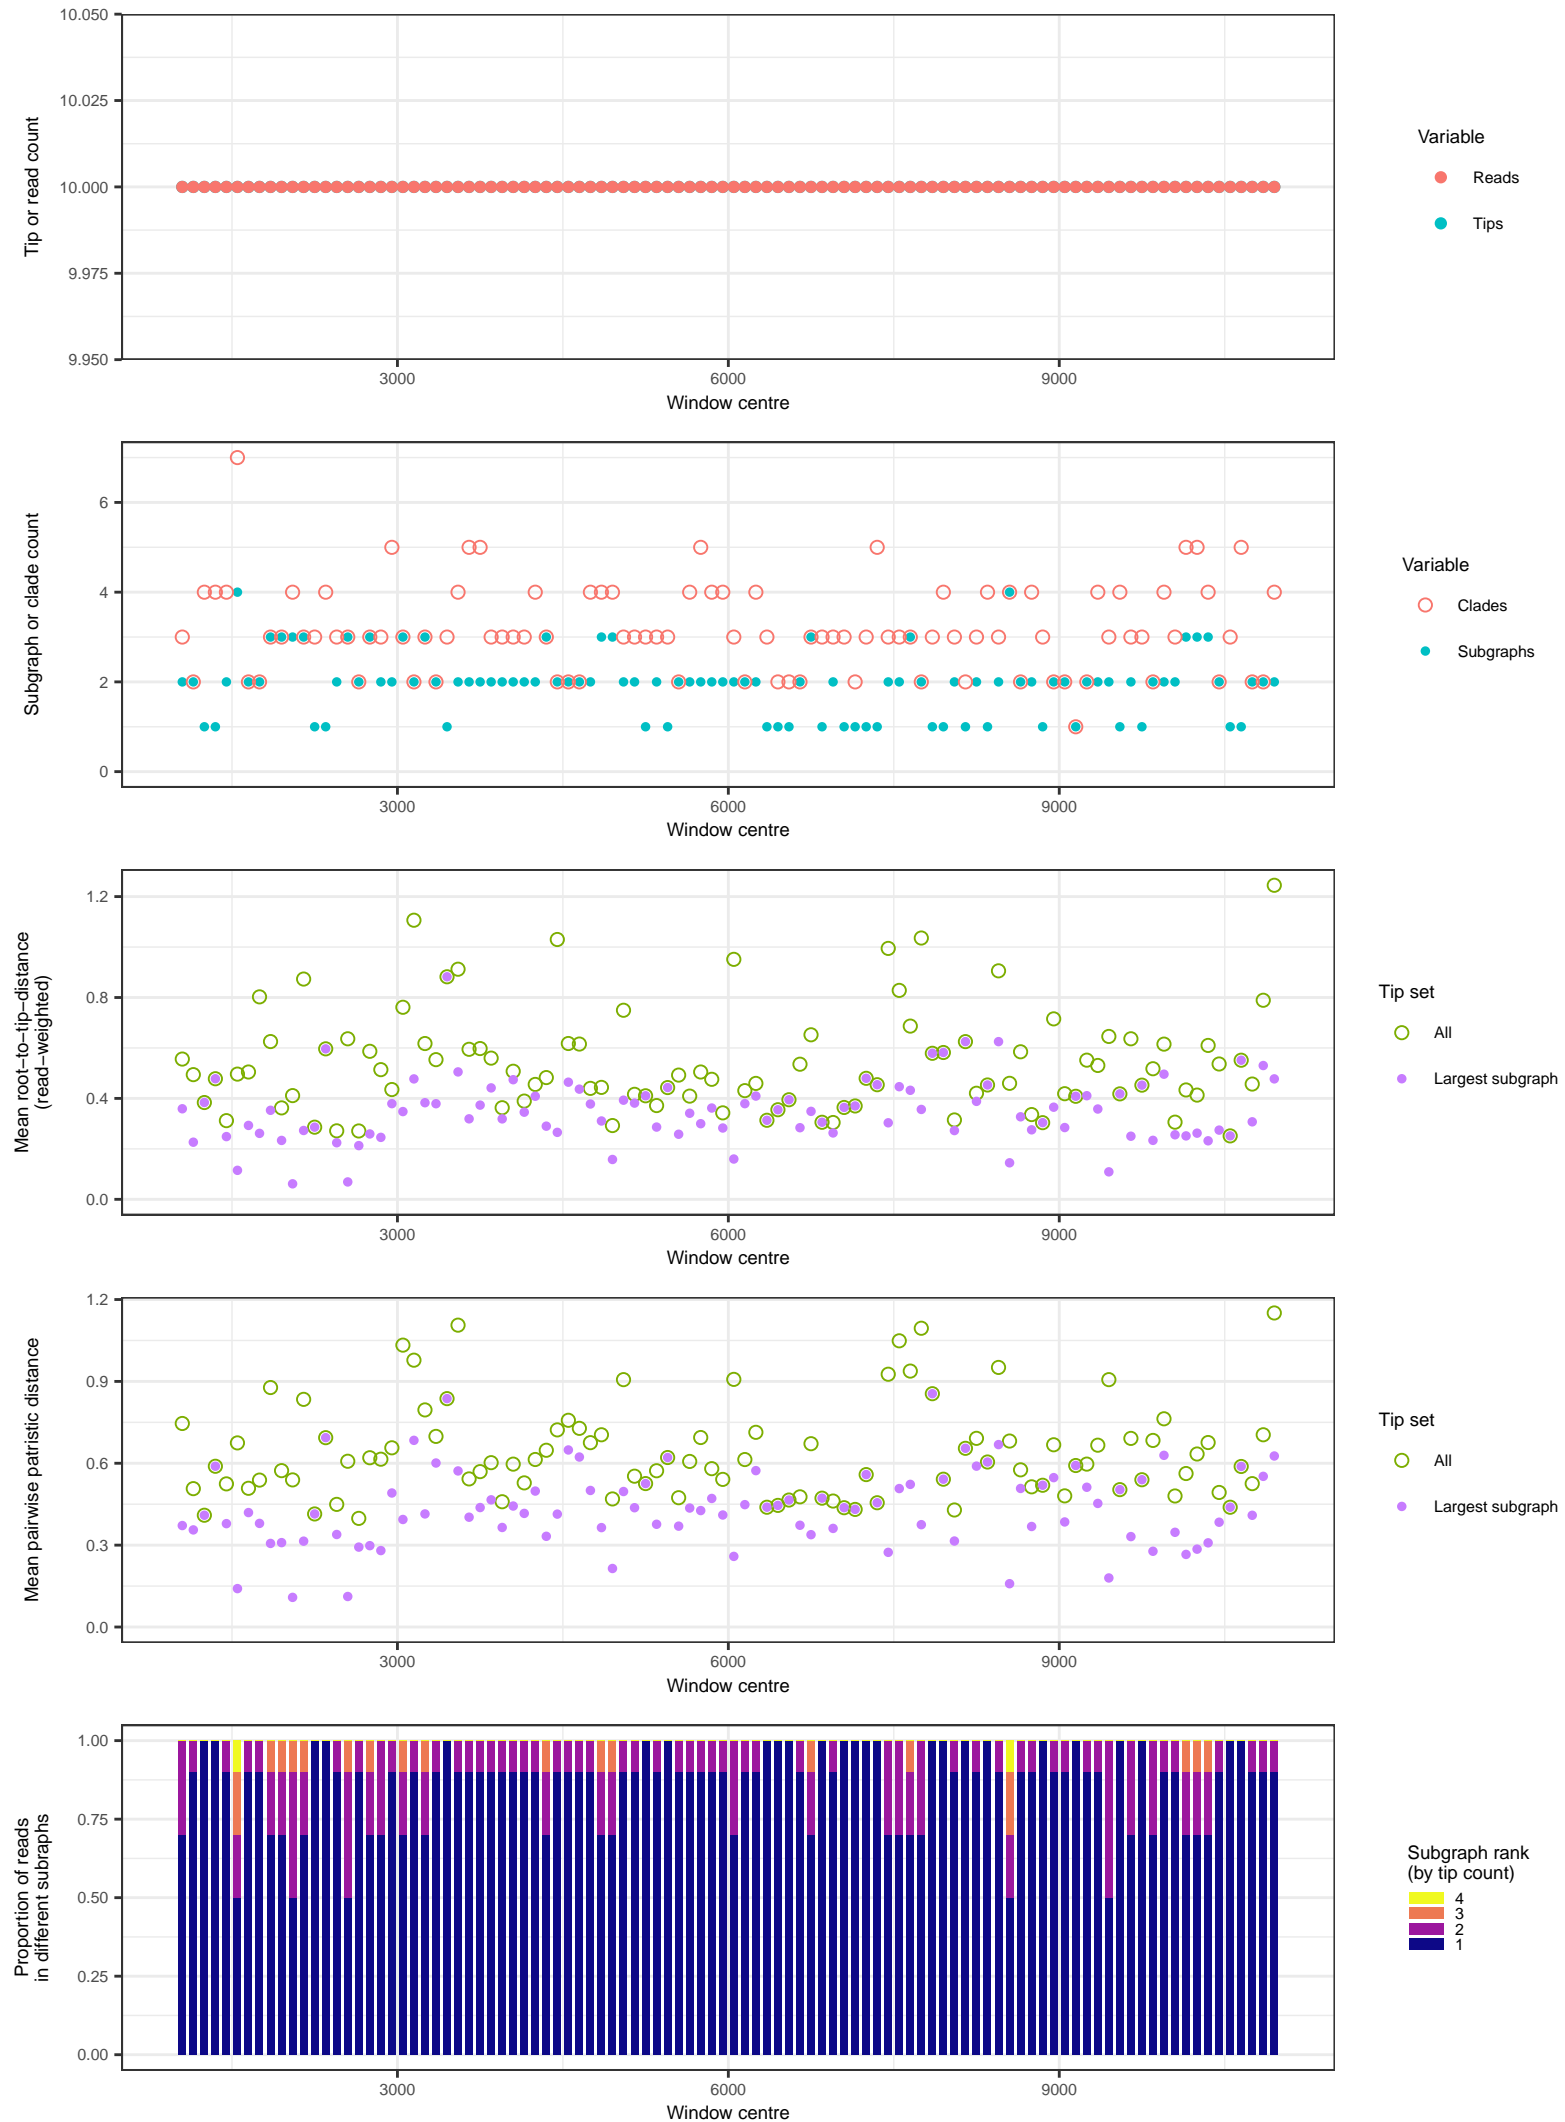 10.050
10.025
10.000
9.975
9.950
Tip or read count
3000
6000
9000
Window centre
Variable
Reads
Tips
6
4
2
0
Subgraph or clade count
3000
6000
9000
Window centre
Variable
Clades
Subgraphs
1.2
0.8
0.4
0.0
Mean root−to−tip−distance
(read−weighted)
3000
6000
9000
Window centre
Tip set
All
Largest subgraph
1.2
0.9
0.6
0.3
0.0
Mean pairwise patristic distance
3000
6000
9000
Window centre
Tip set
All
Largest subgraph
1.00
0.75
0.50
0.25
0.00
Proportion of reads
in different subraphs
3000
6000
9000
Window centre
Subgraph rank
(by tip count)
4
3
2
1